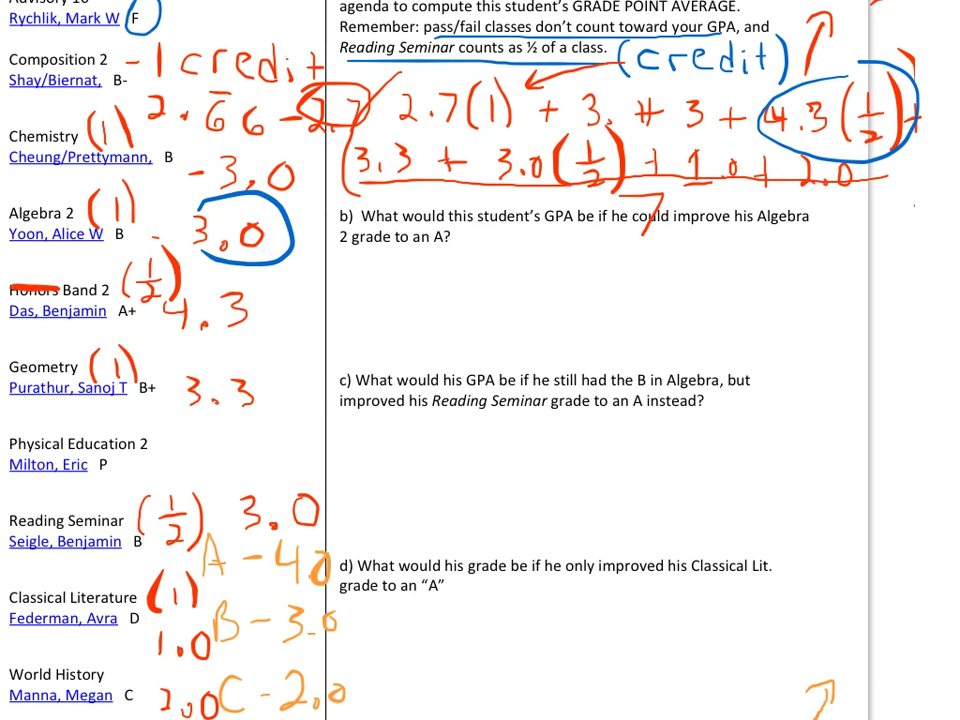 Rychlik, Mark W F
Composition 2
Shay/Biernat, B-
- 1 credit
2.66 - 2.7
Chemistry (1)
Cheung/Prettymann, B
- 3.0
Algebra 2 (1)
Yoon, Alice W B
- 3.0
Honors Band 2 (1/2)
Das, Benjamin A+
4.3
Geometry (1)
Purathur, Sanoj T B+
3.3
Physical Education 2
Milton, Eric P
Reading Seminar (1/2) 3.0
Seigle, Benjamin B
A - 4.0
Classical Literature (1)
Federman, Avra D
1.0
B - 3.0
World History
Manna, Megan C
2.0
C - 2.0
agenda to compute this student's GRADE POINT AVERAGE.
Remember: pass/fail classes don't count toward your GPA, and
Reading Seminar counts as ½ of a class.
(credit)
2.7(1) + 3. + 3 + 4.3(1/2) +
(3.3 + 3.0(1/2) + 1.0 + 2.0
7
b) What would this student's GPA be if he could improve his Algebra
2 grade to an A?
c) What would his GPA be if he still had the B in Algebra, but
improved his Reading Seminar grade to an A instead?
d) What would his grade be if he only improved his Classical Lit.
grade to an "A"